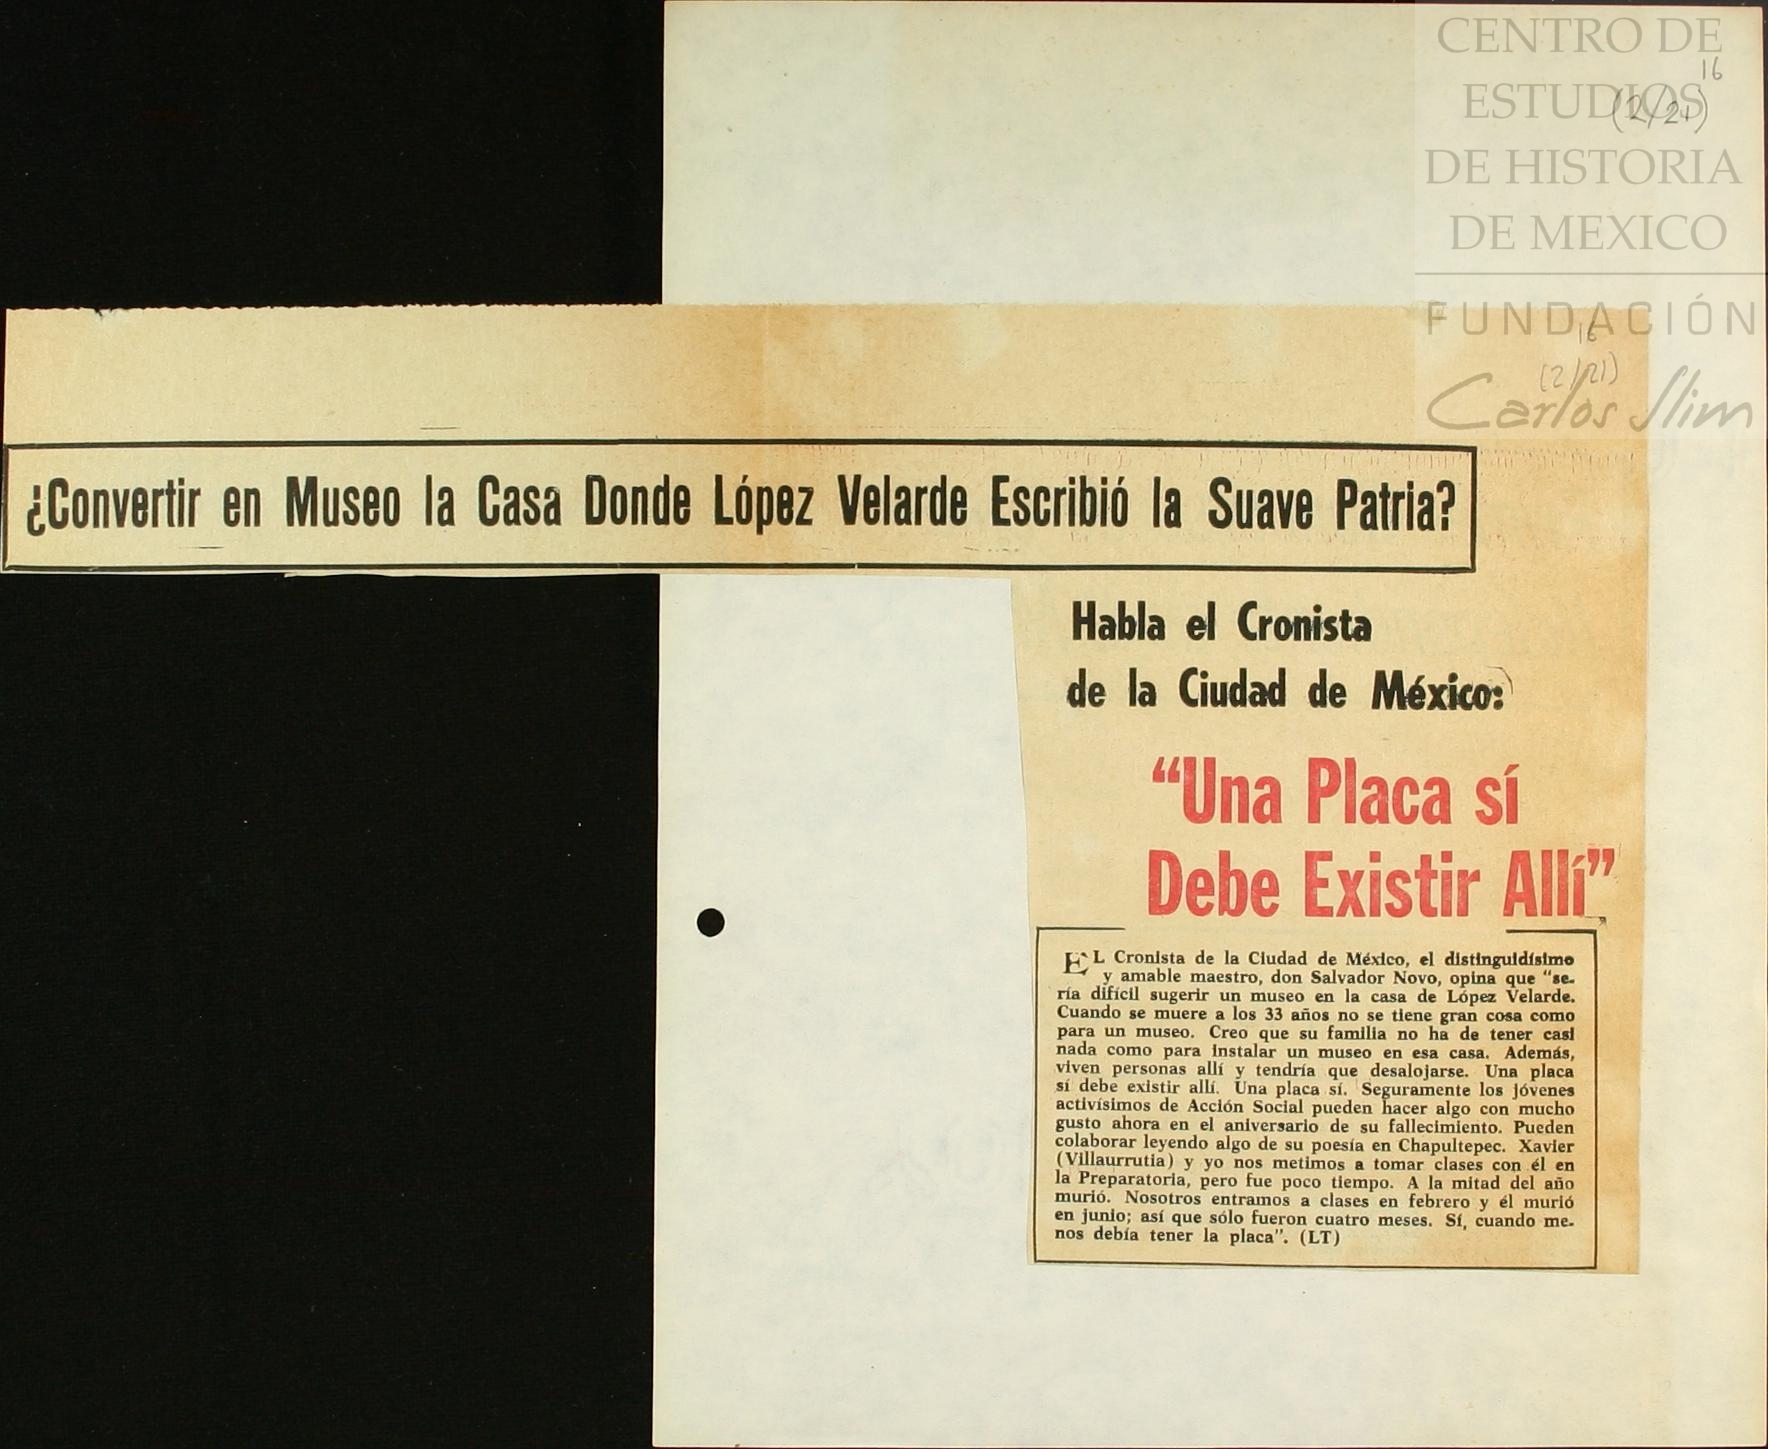 CENTRO DE
16
ESTUDIOS
(2/21)
DE HISTORIA
DE MEXICO
FUNDACIÓN
16
(2/21)
Carlos Slim
¿Convertir en Museo la Casa Donde López Velarde Escribió la Suave Patria?
Habla el Cronista
de la Ciudad de México:
“Una Placa sí
Debe Existir Allí”
EL Cronista de la Ciudad de México, el distinguidísimo
y amable maestro, don Salvador Novo, opina que “se-
ría difícil sugerir un museo en la casa de López Velarde.
Cuando se muere a los 33 años no se tiene gran cosa como
para un museo. Creo que su familia no ha de tener casi
nada como para instalar un museo en esa casa. Además,
viven personas allí y tendría que desalojarse. Una placa
sí debe existir allí. Una placa sí. Seguramente los jóvenes
activísimos de Acción Social pueden hacer algo con mucho
gusto ahora en el aniversario de su fallecimiento. Pueden
colaborar leyendo algo de su poesía en Chapultepec. Xavier
(Villaurrutia) y yo nos metimos a tomar clases con él en
la Preparatoria, pero fue poco tiempo. A la mitad del año
murió. Nosotros entramos a clases en febrero y él murió
en junio; así que sólo fueron cuatro meses. Sí, cuando me-
nos debía tener la placa”. (LT)